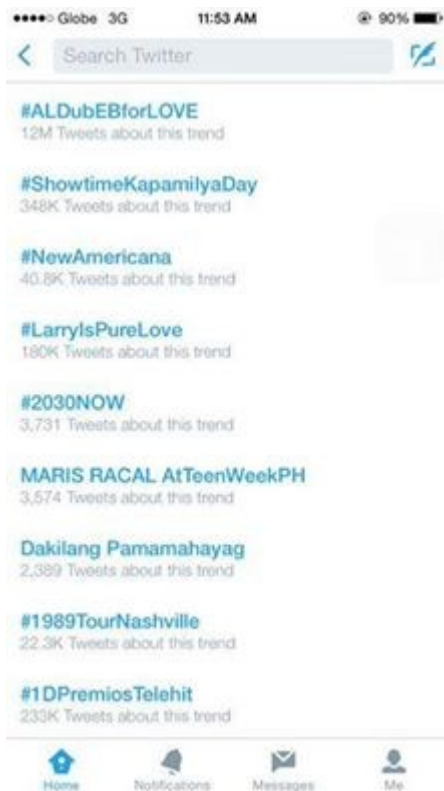 Globe 3G 11:53 AM 90%
Search Twitter
#ALDubEBforLOVE
12M Tweets about this trend
#ShowtimeKapamilyaDay
348K Tweets about this trend
#NewAmericana
40.8K Tweets about this trend
#LarryIsPureLove
180K Tweets about this trend
#2030NOW
3,731 Tweets about this trend
MARIS RACAL AtTeenWeekPH
3,574 Tweets about this trend
Dakilang Pamamahayag
2,389 Tweets about this trend
#1989TourNashville
22.3K Tweets about this trend
#1DPremiosTelehit
233K Tweets about this trend
Home Notifications Messages Me